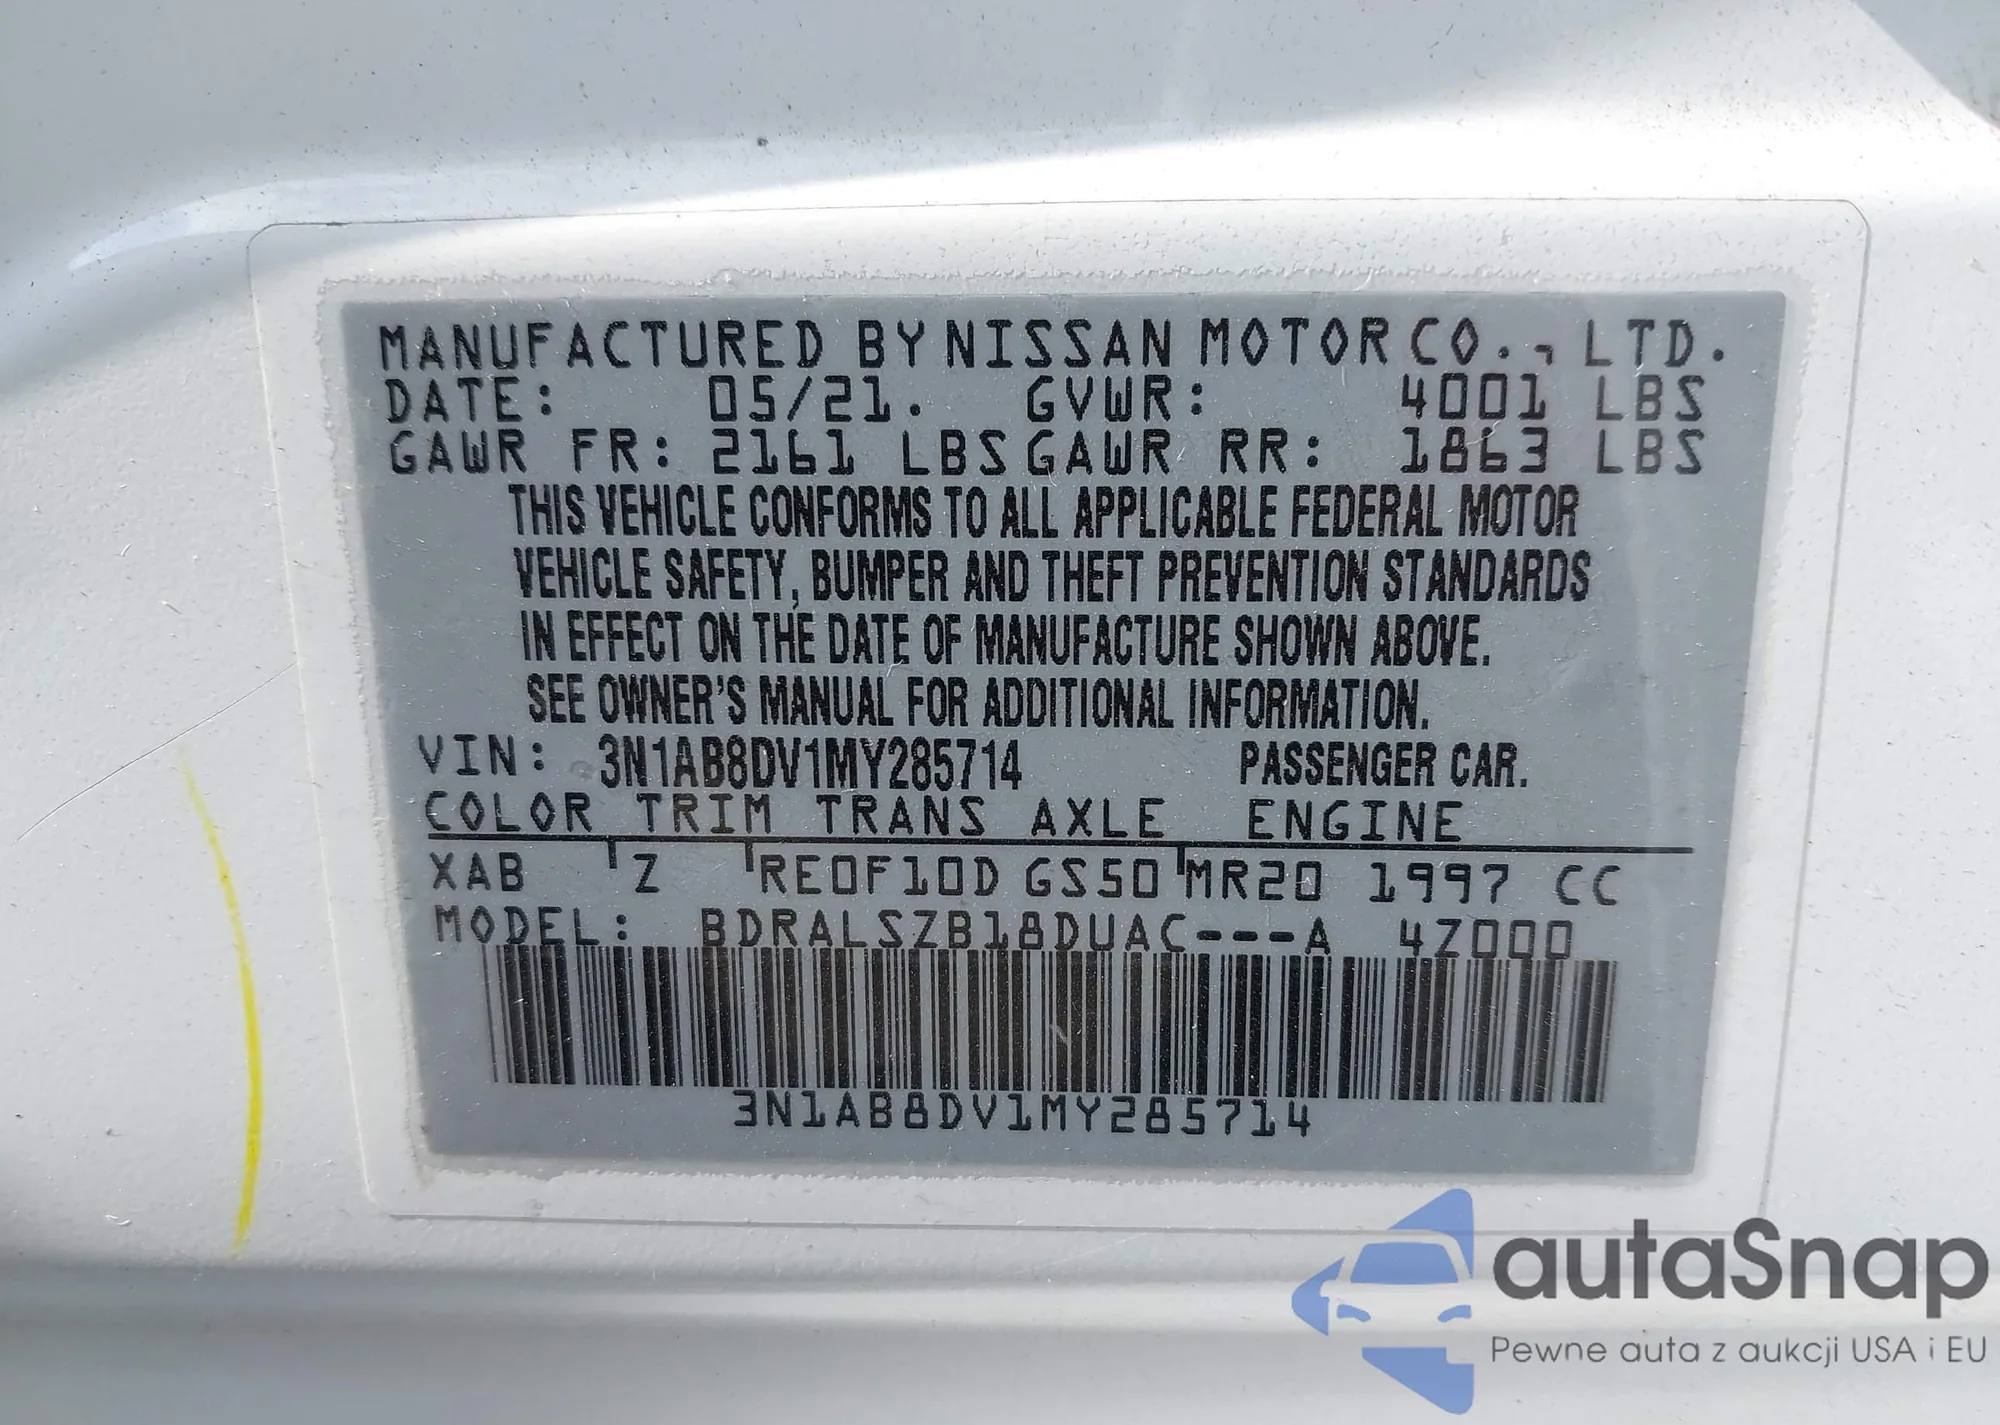 MANUFACTURED BY NISSAN MOTOR CO., LTD.
DATE: 05/21. GVWR: 4001 LBS
GAWR FR: 2161 LBS GAWR RR: 1863 LBS
THIS VEHICLE CONFORMS TO ALL APPLICABLE FEDERAL MOTOR
VEHICLE SAFETY, BUMPER AND THEFT PREVENTION STANDARDS
IN EFFECT ON THE DATE OF MANUFACTURE SHOWN ABOVE.
SEE OWNER'S MANUAL FOR ADDITIONAL INFORMATION.
VIN: 3N1AB8DV1MY285714 PASSENGER CAR.
COLOR TRIM TRANS AXLE ENGINE
XAB Z RE0F10D GS50 MR20 1997 CC
MODEL: BDRALSZB18DUAC---A 4Z000
3N1AB8DV1MY285714
autaSnap
Pewne auta z aukcji USA i EU